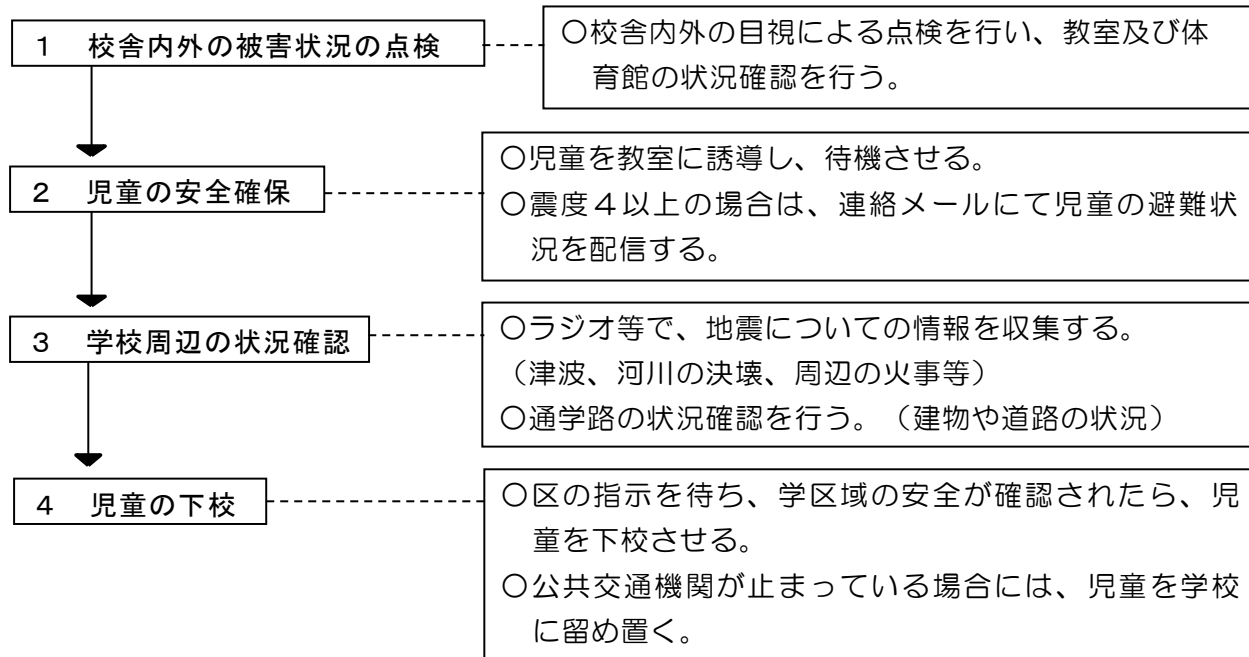 １　校舎内外の被害状況の点検
〇校舎内外の目視による点検を行い、教室及び体
育館の状況確認を行う。
２　児童の安全確保
〇児童を教室に誘導し、待機させる。
〇震度４以上の場合は、連絡メールにて児童の避難状
況を配信する。
３　学校周辺の状況確認
〇ラジオ等で、地震についての情報を収集する。
（津波、河川の決壊、周辺の火事等）
〇通学路の状況確認を行う。（建物や道路の状況）
４　児童の下校
〇区の指示を待ち、学区域の安全が確認されたら、児
童を下校させる。
〇公共交通機関が止まっている場合には、児童を学校
に留め置く。